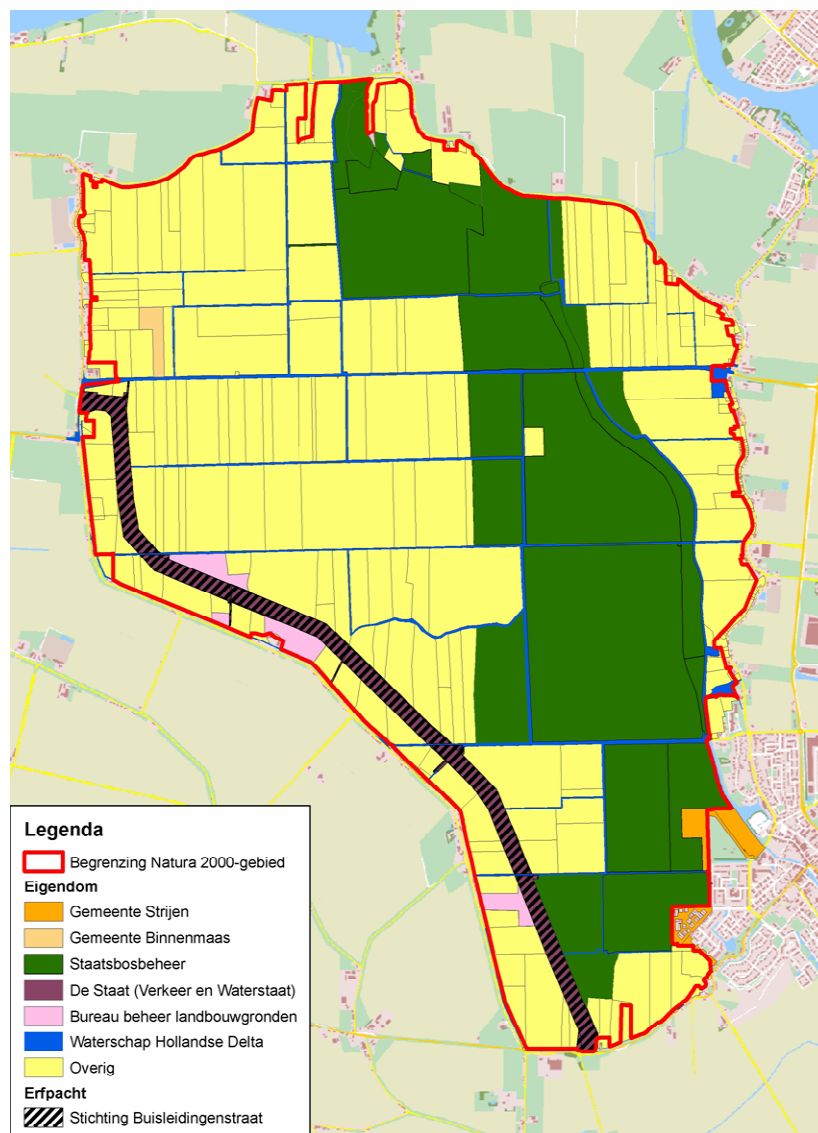 Legenda
Begrenzing Natura 2000-gebied
Eigendom
Gemeente Strijen
Gemeente Binnenmaas
Staatsbosbeheer
De Staat (Verkeer en Waterstaat)
Bureau beheer landbouwgronden
Waterschap Hollandse Delta
Overig
Erfpacht
Stichting Buisleidingenstraat